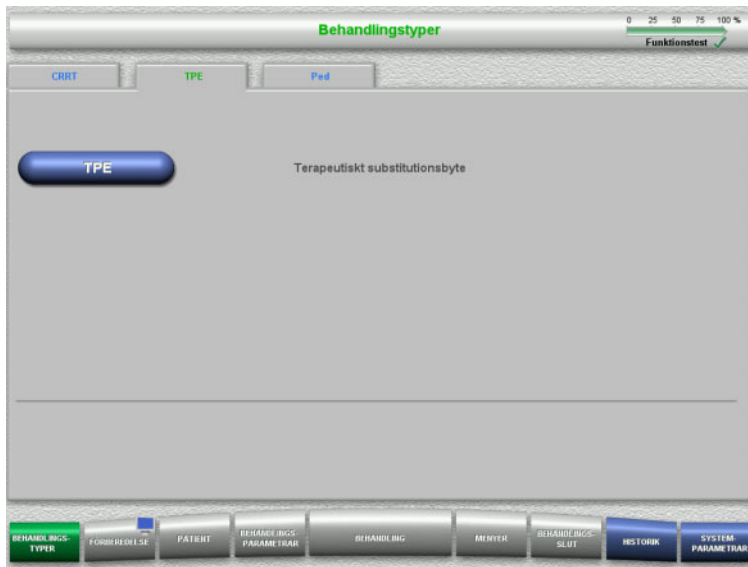 Behandlingstyper
0 25 50 75 100 %
Funktionstest
CRRT TPE Ped
TPE Terapeutiskt substitutionsbyte
BEHANDLINGS-
TYPER
FÖRBEREDELSE
PATIENT
BEHANDLINGS-
PARAMETRAR
BEHANDLING
MENYER
BEHANDLINGS-
SLUT
HISTORIK
SYSTEM-
PARAMETRAR